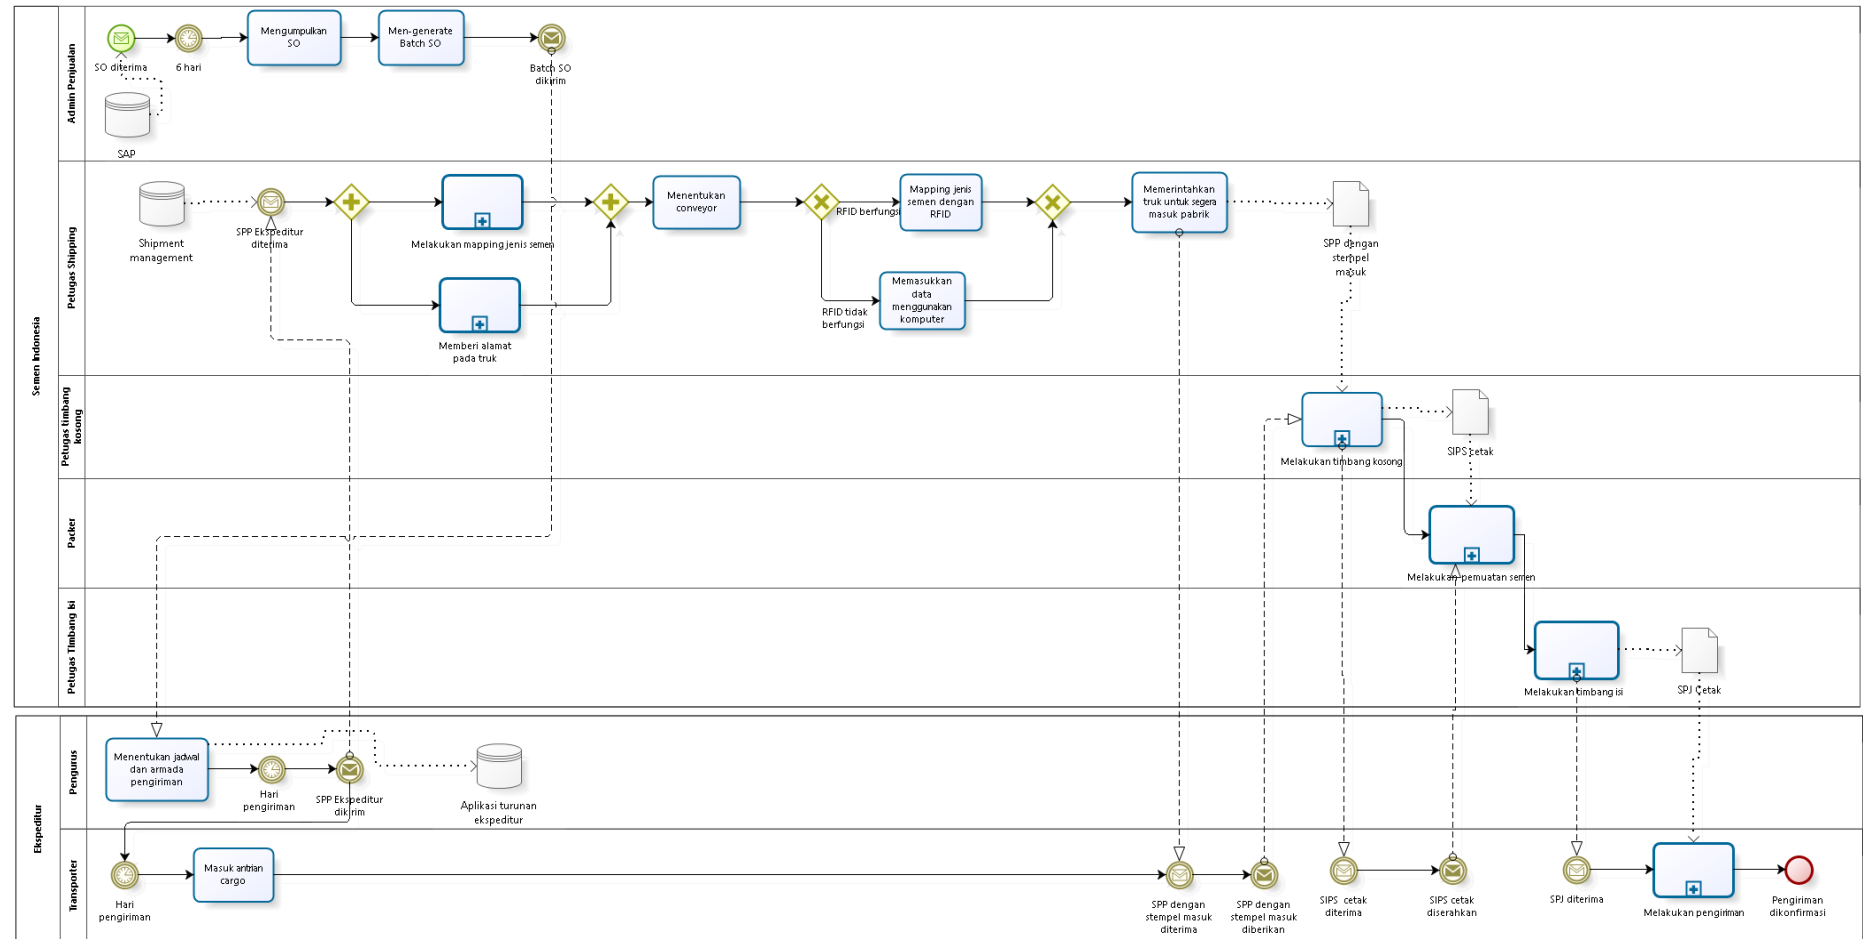 Semen Indonesia
Admin Penjualan
SO diterima
6 hari
Mengumpulkan
SO
Men-generate
Batch SO
Batch SO
dikirim
SAP
Petugas Shipping
Shipment
management
SPP Ekspeditur
diterima
Melakukan mapping jenis semen
Memberi alamat
pada truk
Menentukan
conveyor
RFID berfungsi
RFID tidak
berfungsi
Mapping jenis
semen dengan
RFID
Memasukkan
data
menggunakan
komputer
Memerintahkan
truk untuk segera
masuk pabrik
SPP dengan
stempel
masuk
Petugas timbang
kosong
Melakukan timbang kosong
SIPS cetak
Packer
Melakukan pemuatan semen
Petugas Timbang Isi
Melakukan timbang isi
SPJ Cetak
Ekspeditur
Pengurus
Menentukan jadwal
dan armada
pengiriman
Hari
pengiriman
SPP Ekspeditur
dikirim
Aplikasi turunan
ekspeditur
Transporter
Hari
pengiriman
Masuk antrian
cargo
SPP dengan
stempel masuk
diterima
SPP dengan
stempel masuk
diberikan
SIPS cetak
diterima
SIPS cetak
diserahkan
SPJ diterima
Melakukan pengiriman
Pengiriman
dikonfirmasi